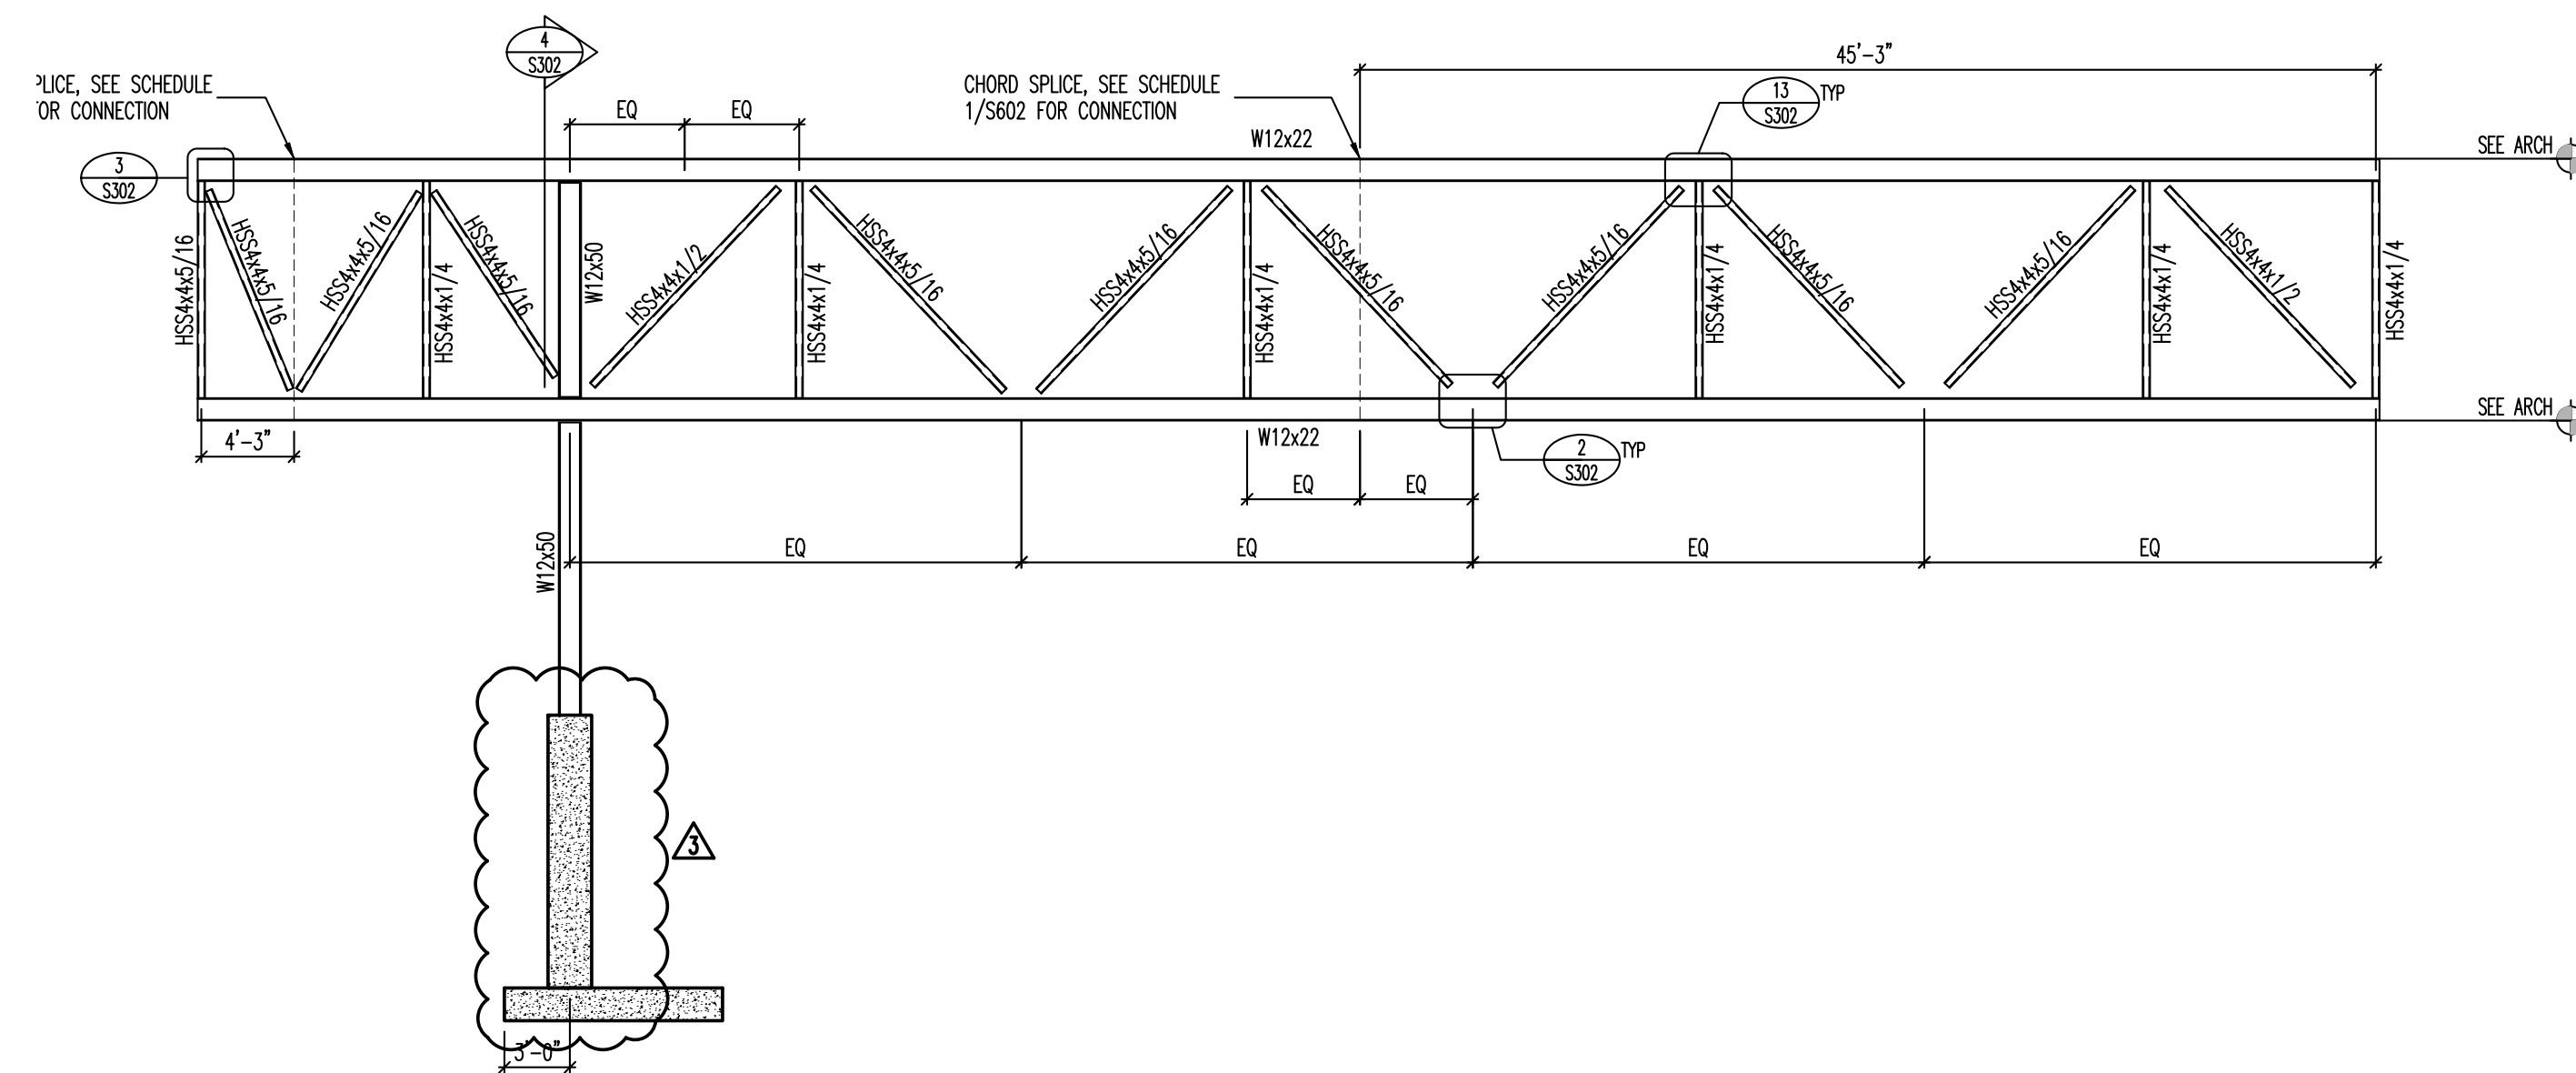 4
S302
45'-3"
PLICE, SEE SCHEDULE
OR CONNECTION
CHORD SPLICE, SEE SCHEDULE
1/S602 FOR CONNECTION
EQ
EQ
13
S302
TYP
W12x22
SEE ARCH
3
S302
HSS4x4x5/16
HSS4x4x5/16
HSS4x4x5/16
HSS4x4x1/4
HSS4x4x5/16
W12x50
HSS4x4x1/2
HSS4x4x1/4
HSS4x4x5/16
HSS4x4x5/16
HSS4x4x1/4
HSS4x4x5/16
HSS4x4x5/16
HSS4x4x1/4
HSS4x4x5/16
HSS4x4x5/16
HSS4x4x1/4
HSS4x4x1/2
HSS4x4x1/4
SEE ARCH
4'-3"
W12x22
2
S302
TYP
EQ
EQ
EQ
EQ
EQ
EQ
W12x50
3
3'-0"